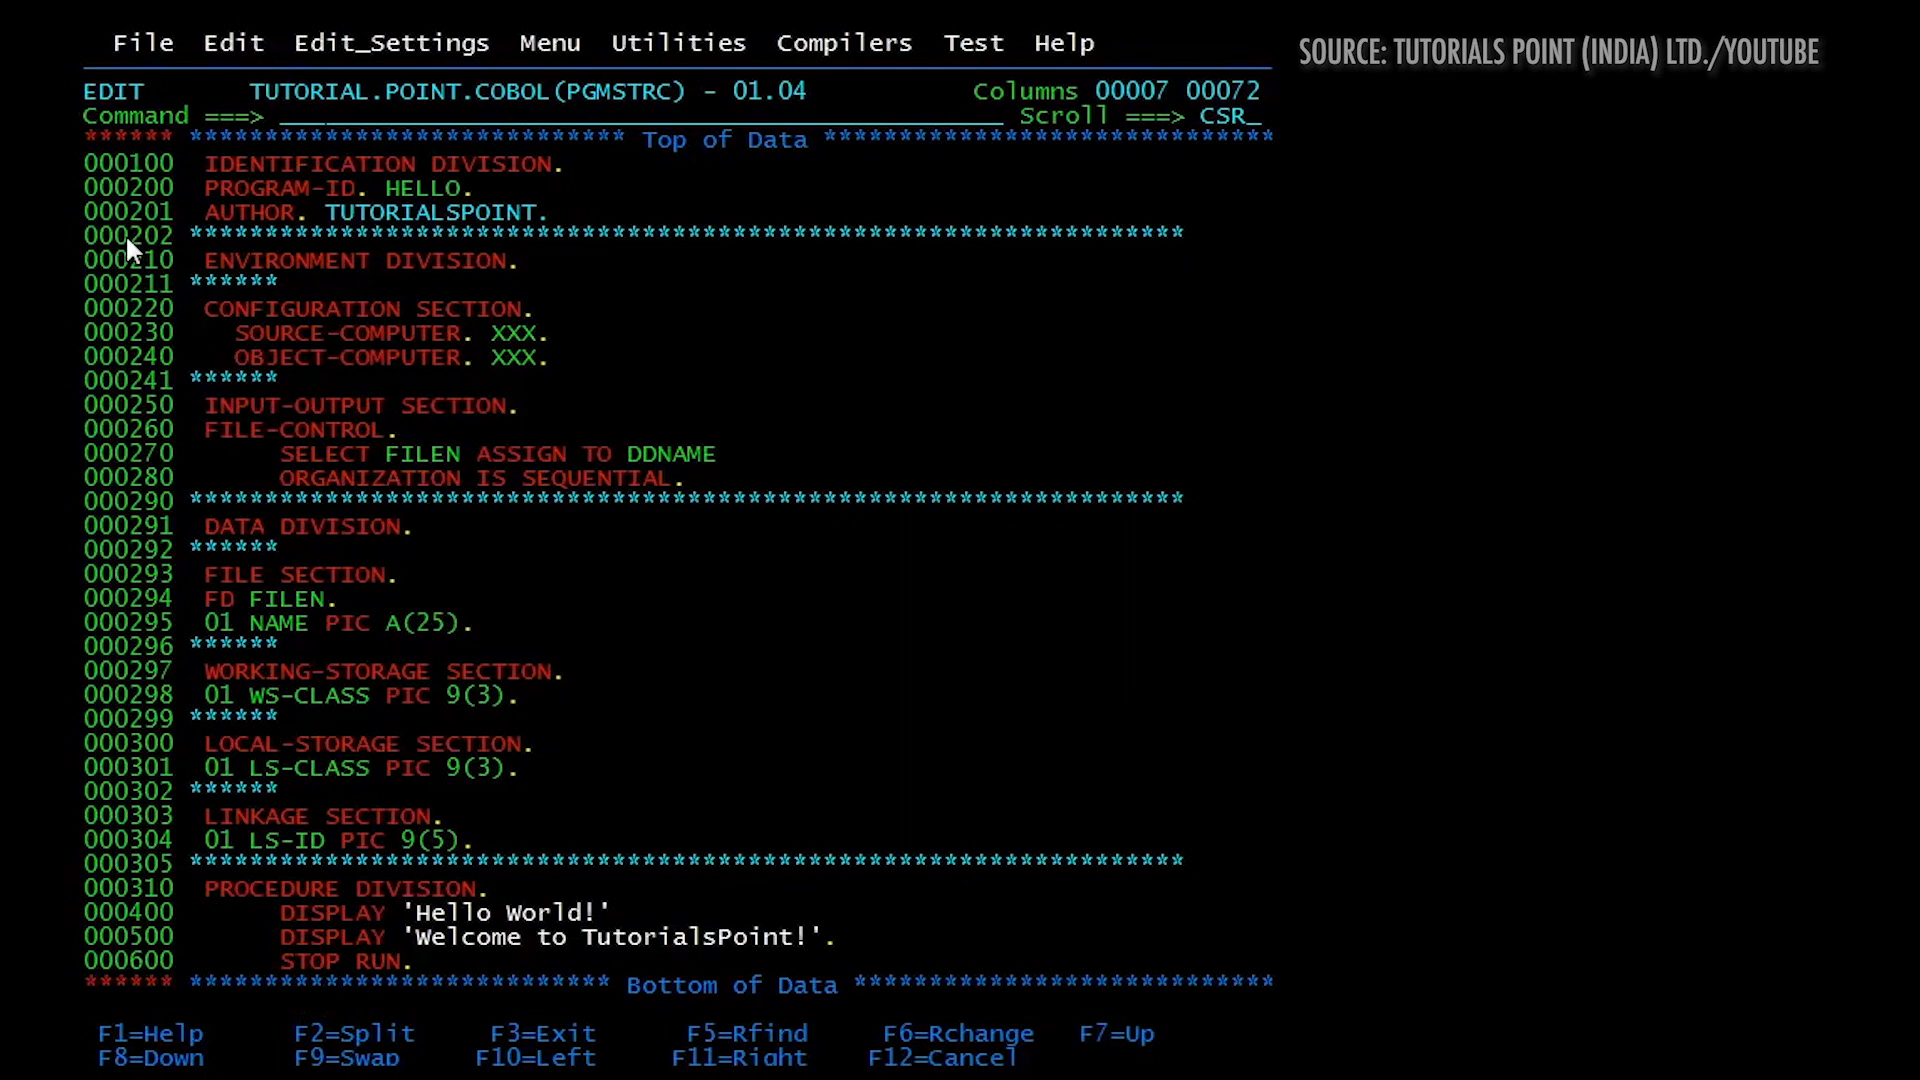 File Edit Edit_Settings Menu Utilities Compilers Test Help
SOURCE: TUTORIALS POINT (INDIA) LTD./YOUTUBE
EDIT TUTORIAL.POINT.COBOL(PGMSTRC) - 01.04 Columns 00007 00072
Command ===> Scroll ===> CSR_
****** ***************************** Top of Data ******************************
000100 IDENTIFICATION DIVISION.
000200 PROGRAM-ID. HELLO.
000201 AUTHOR. TUTORIALSPOINT.
000202 ******************************************************************
000210 ENVIRONMENT DIVISION.
000211 ******
000220 CONFIGURATION SECTION.
000230 SOURCE-COMPUTER. XXX.
000240 OBJECT-COMPUTER. XXX.
000241 ******
000250 INPUT-OUTPUT SECTION.
000260 FILE-CONTROL.
000270 SELECT FILEN ASSIGN TO DDNAME
000280 ORGANIZATION IS SEQUENTIAL.
000290 ******************************************************************
000291 DATA DIVISION.
000292 ******
000293 FILE SECTION.
000294 FD FILEN.
000295 01 NAME PIC A(25).
000296 ******
000297 WORKING-STORAGE SECTION.
000298 01 WS-CLASS PIC 9(3).
000299 ******
000300 LOCAL-STORAGE SECTION.
000301 01 LS-CLASS PIC 9(3).
000302 ******
000303 LINKAGE SECTION.
000304 01 LS-ID PIC 9(5).
000305 ******************************************************************
000310 PROCEDURE DIVISION.
000400 DISPLAY 'Hello World!'
000500 DISPLAY 'Welcome to TutorialsPoint!'.
000600 STOP RUN.
****** **************************** Bottom of Data ****************************
F1=Help F2=Split F3=Exit F5=Rfind F6=Rchange F7=Up
F8=Down F9=Swap F10=Left F11=Right F12=Cancel